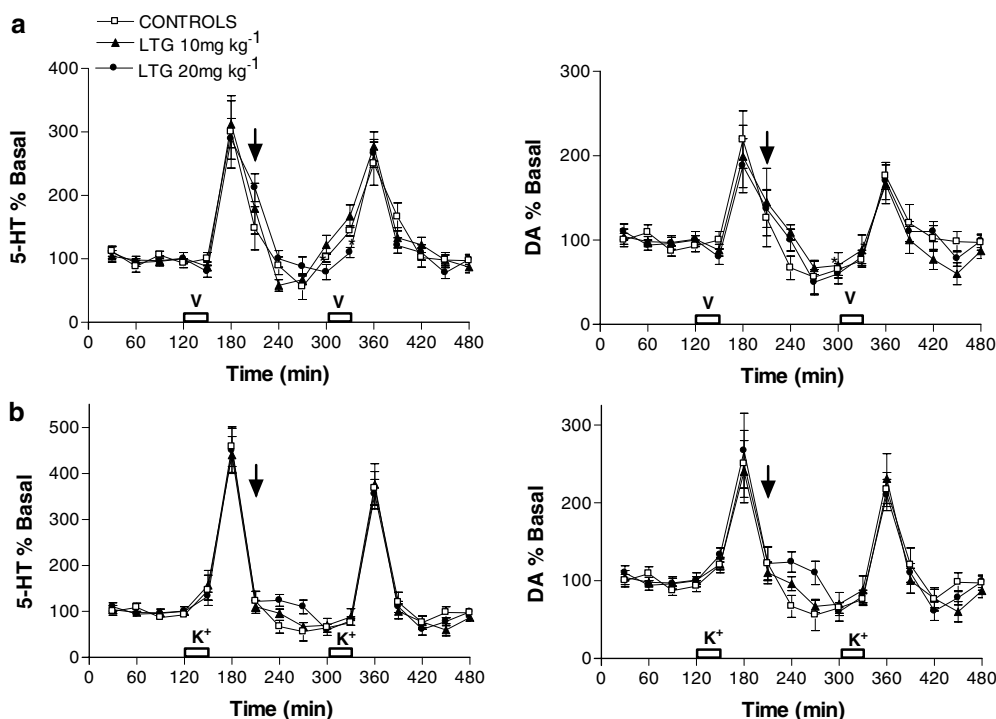 a
CONTROLS
LTG 10mg kg-1
LTG 20mg kg-1
400
300
200
100
0
5-HT % Basal
V
V
*
0 60 120 180 240 300 360 420 480
Time (min)
300
200
100
0
DA % Basal
V
V
*
0 60 120 180 240 300 360 420 480
Time (min)
b
500
400
300
200
100
0
5-HT % Basal
K+
K+
0 60 120 180 240 300 360 420 480
Time (min)
300
200
100
0
DA % Basal
K+
K+
0 60 120 180 240 300 360 420 480
Time (min)